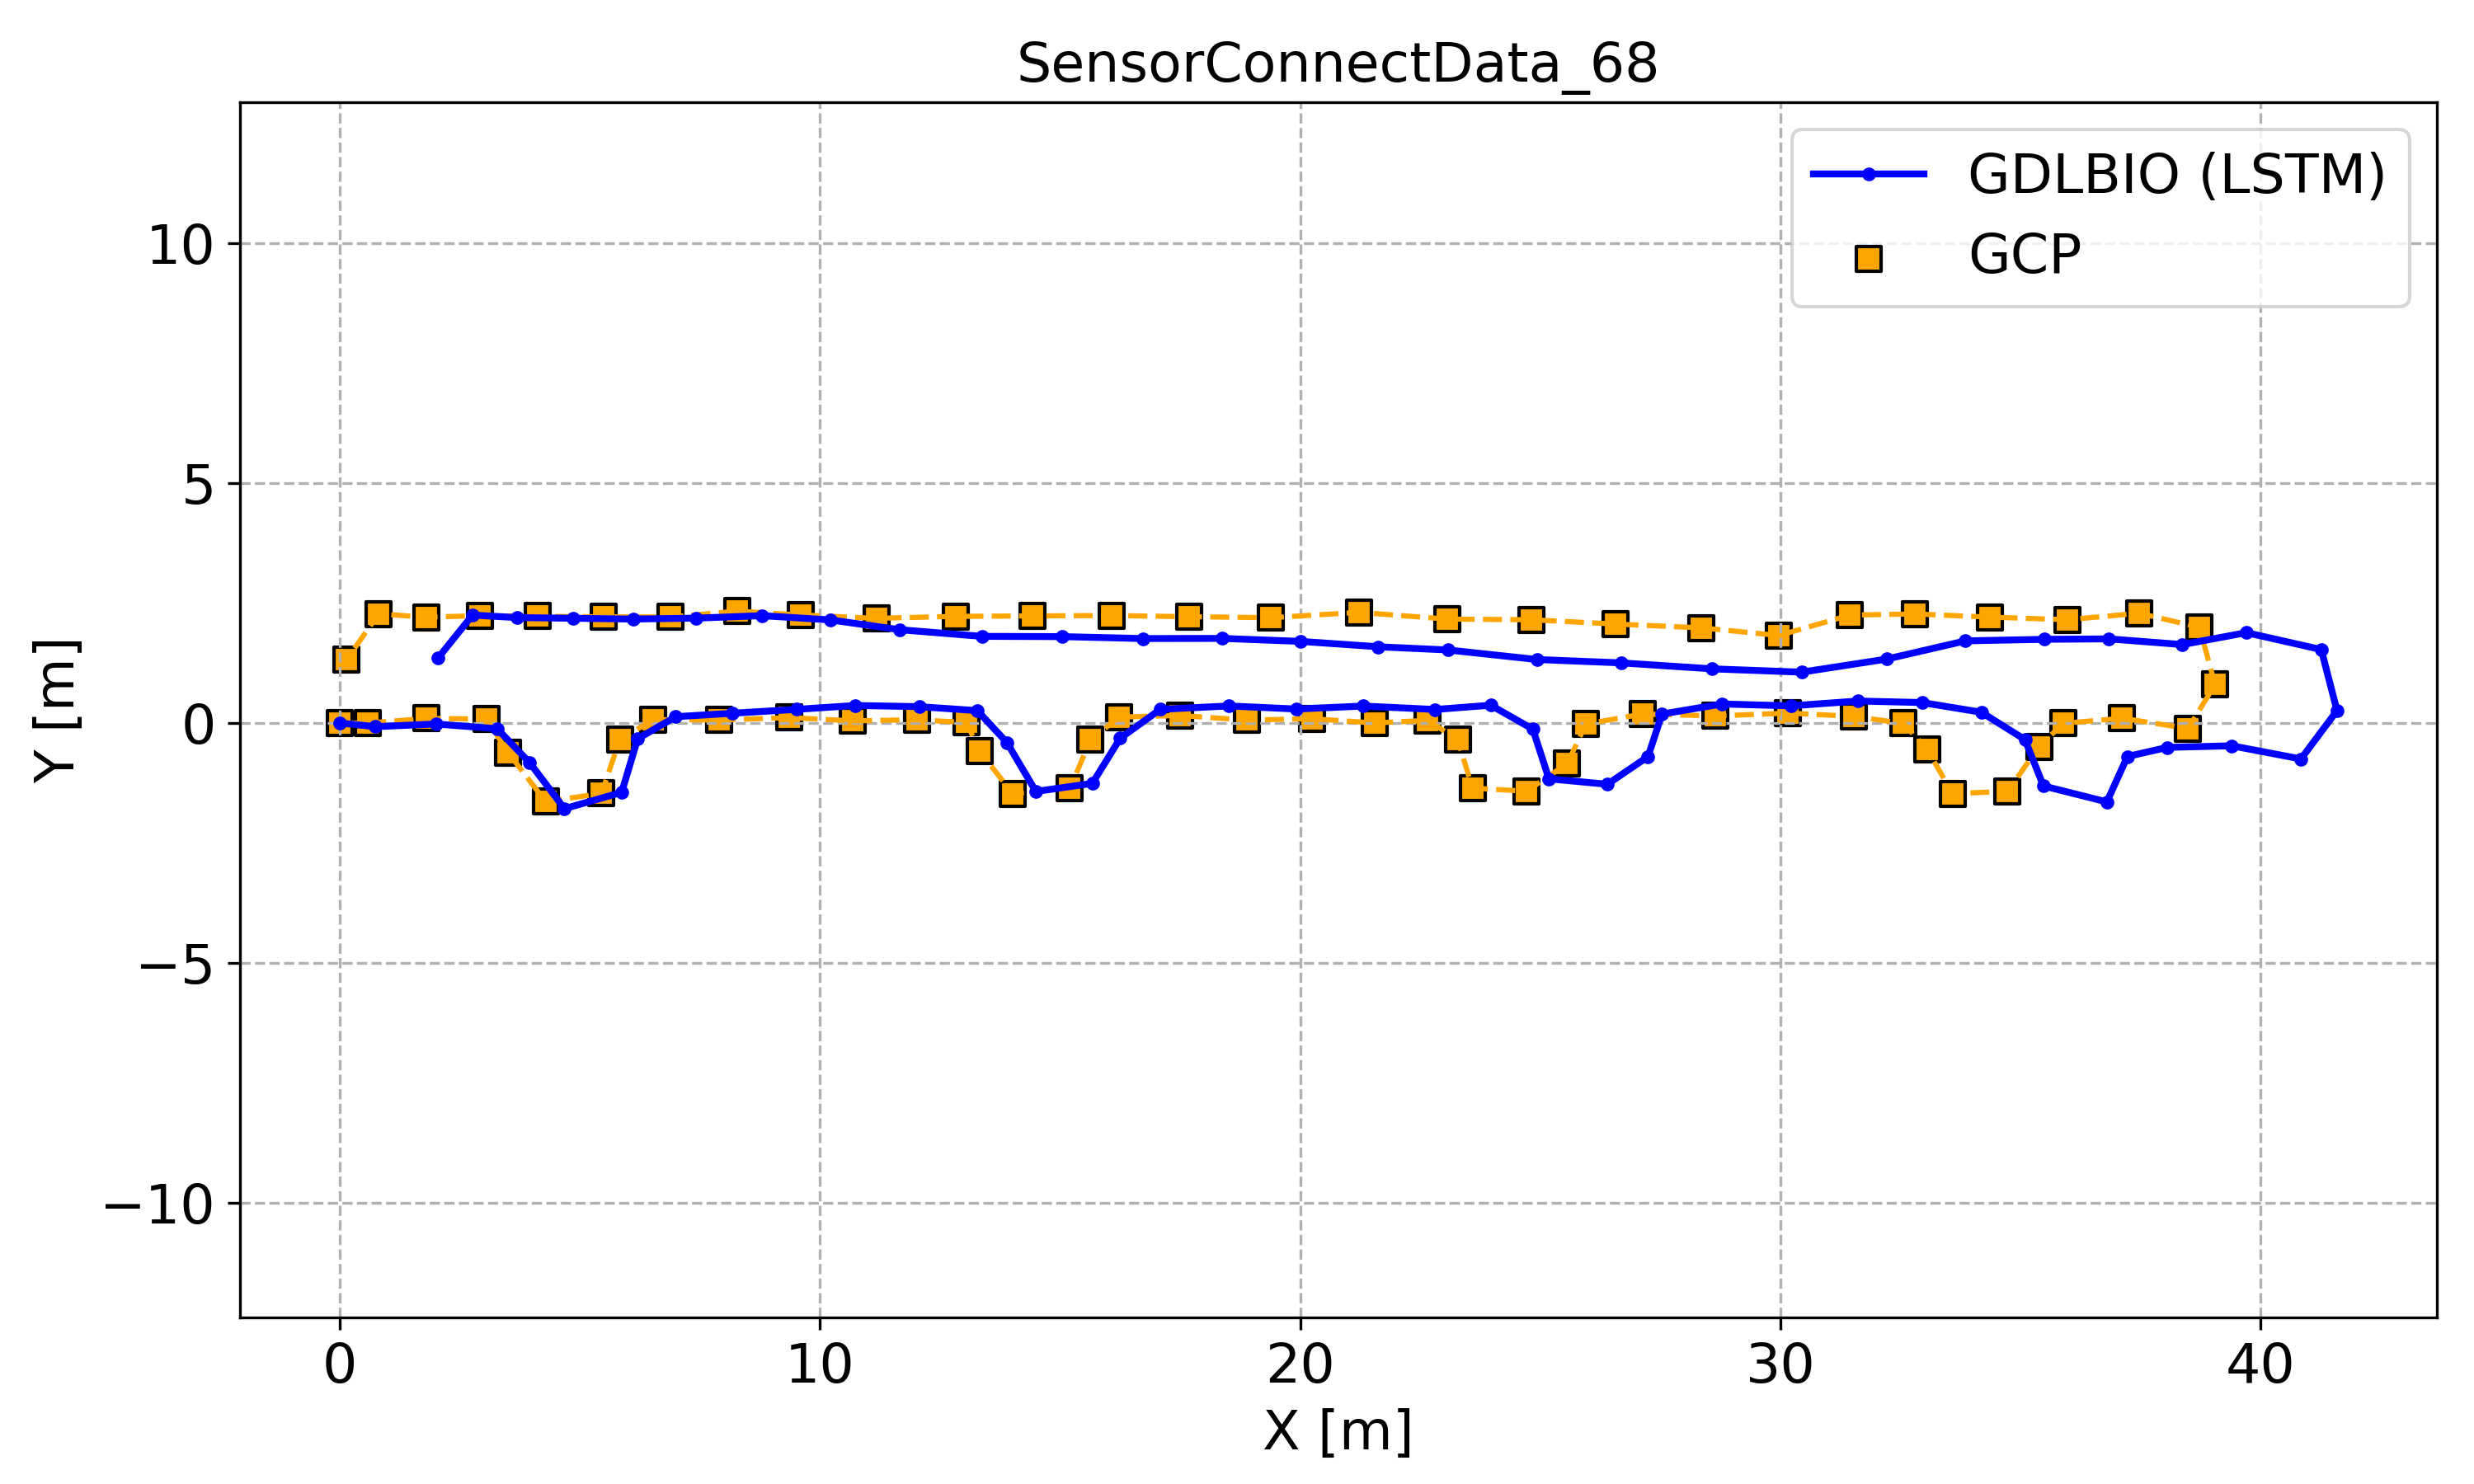 SensorConnectData_68
GDLBIO (LSTM)
GCP
10
5
0
−5
−10
Y [m]
0 10 20 30 40
X [m]